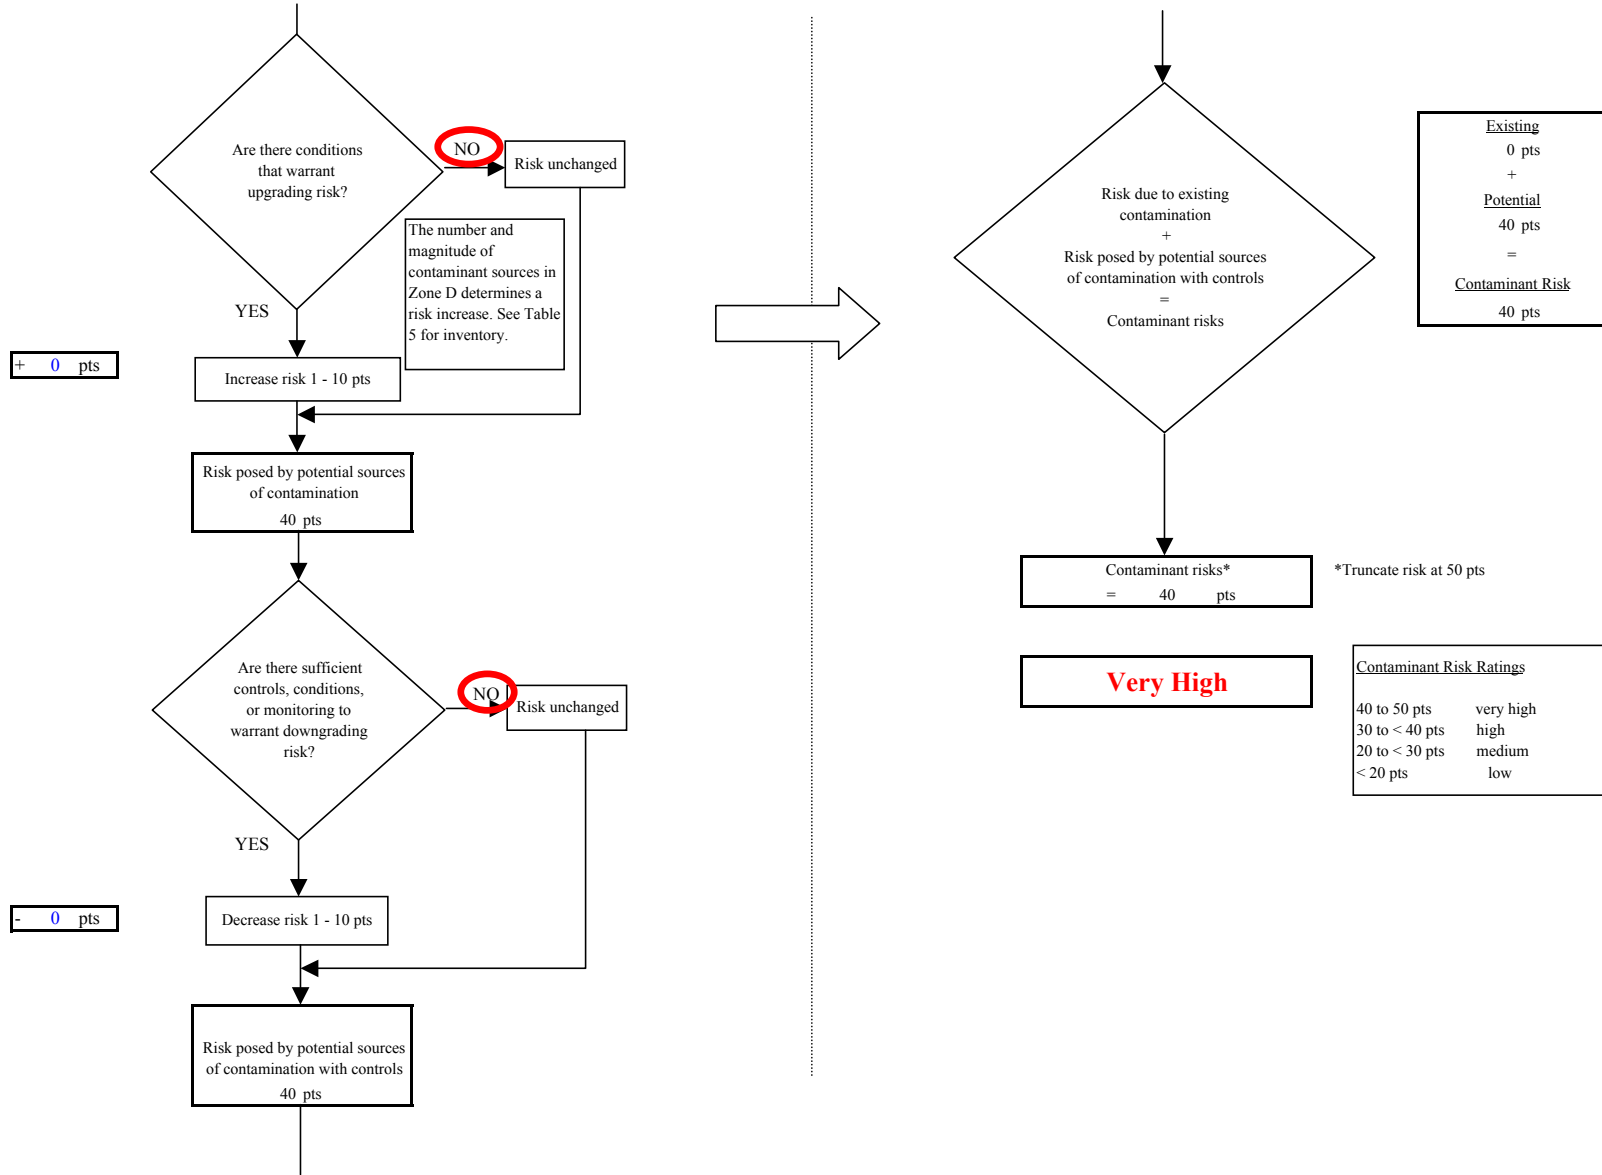 Are there conditions
that warrant
upgrading risk?
NO
Risk unchanged
The number and
magnitude of
contaminant sources in
Zone D determines a
risk increase. See Table
5 for inventory.
YES
+ 0 pts
Increase risk 1 - 10 pts
Risk posed by potential sources
of contamination
40 pts
Are there sufficient
controls, conditions,
or monitoring to
warrant downgrading
risk?
NO
Risk unchanged
YES
- 0 pts
Decrease risk 1 - 10 pts
Risk posed by potential sources
of contamination with controls
40 pts
Risk due to existing
contamination
+
Risk posed by potential sources
of contamination with controls
=
Contaminant risks
Existing
0 pts
+
Potential
40 pts
=
Contaminant Risk
40 pts
Contaminant risks*
= 40 pts
*Truncate risk at 50 pts
Very High
Contaminant Risk Ratings
40 to 50 pts very high
30 to < 40 pts high
20 to < 30 pts medium
< 20 pts low